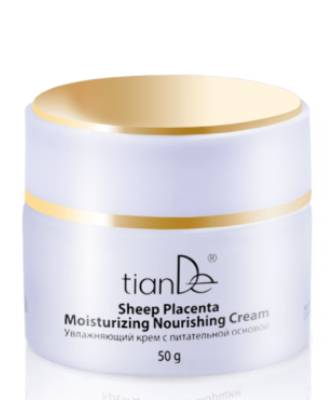 tianDe®
Sheep Placenta
Moisturizing Nourishing Cream
Увлажняющий крем с питательной основой
50 g